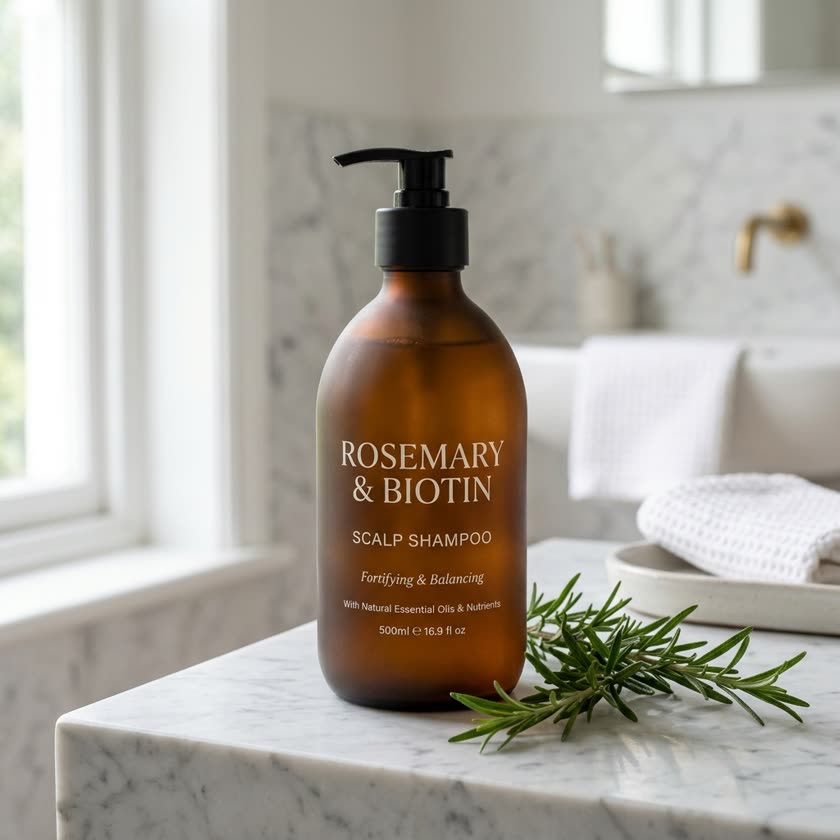 ROSEMARY
& BIOTIN
SCALP SHAMPOO
Fortifying & Balancing
With Natural Essential Oils & Nutrients
500ml ℮ 16.9 fl oz